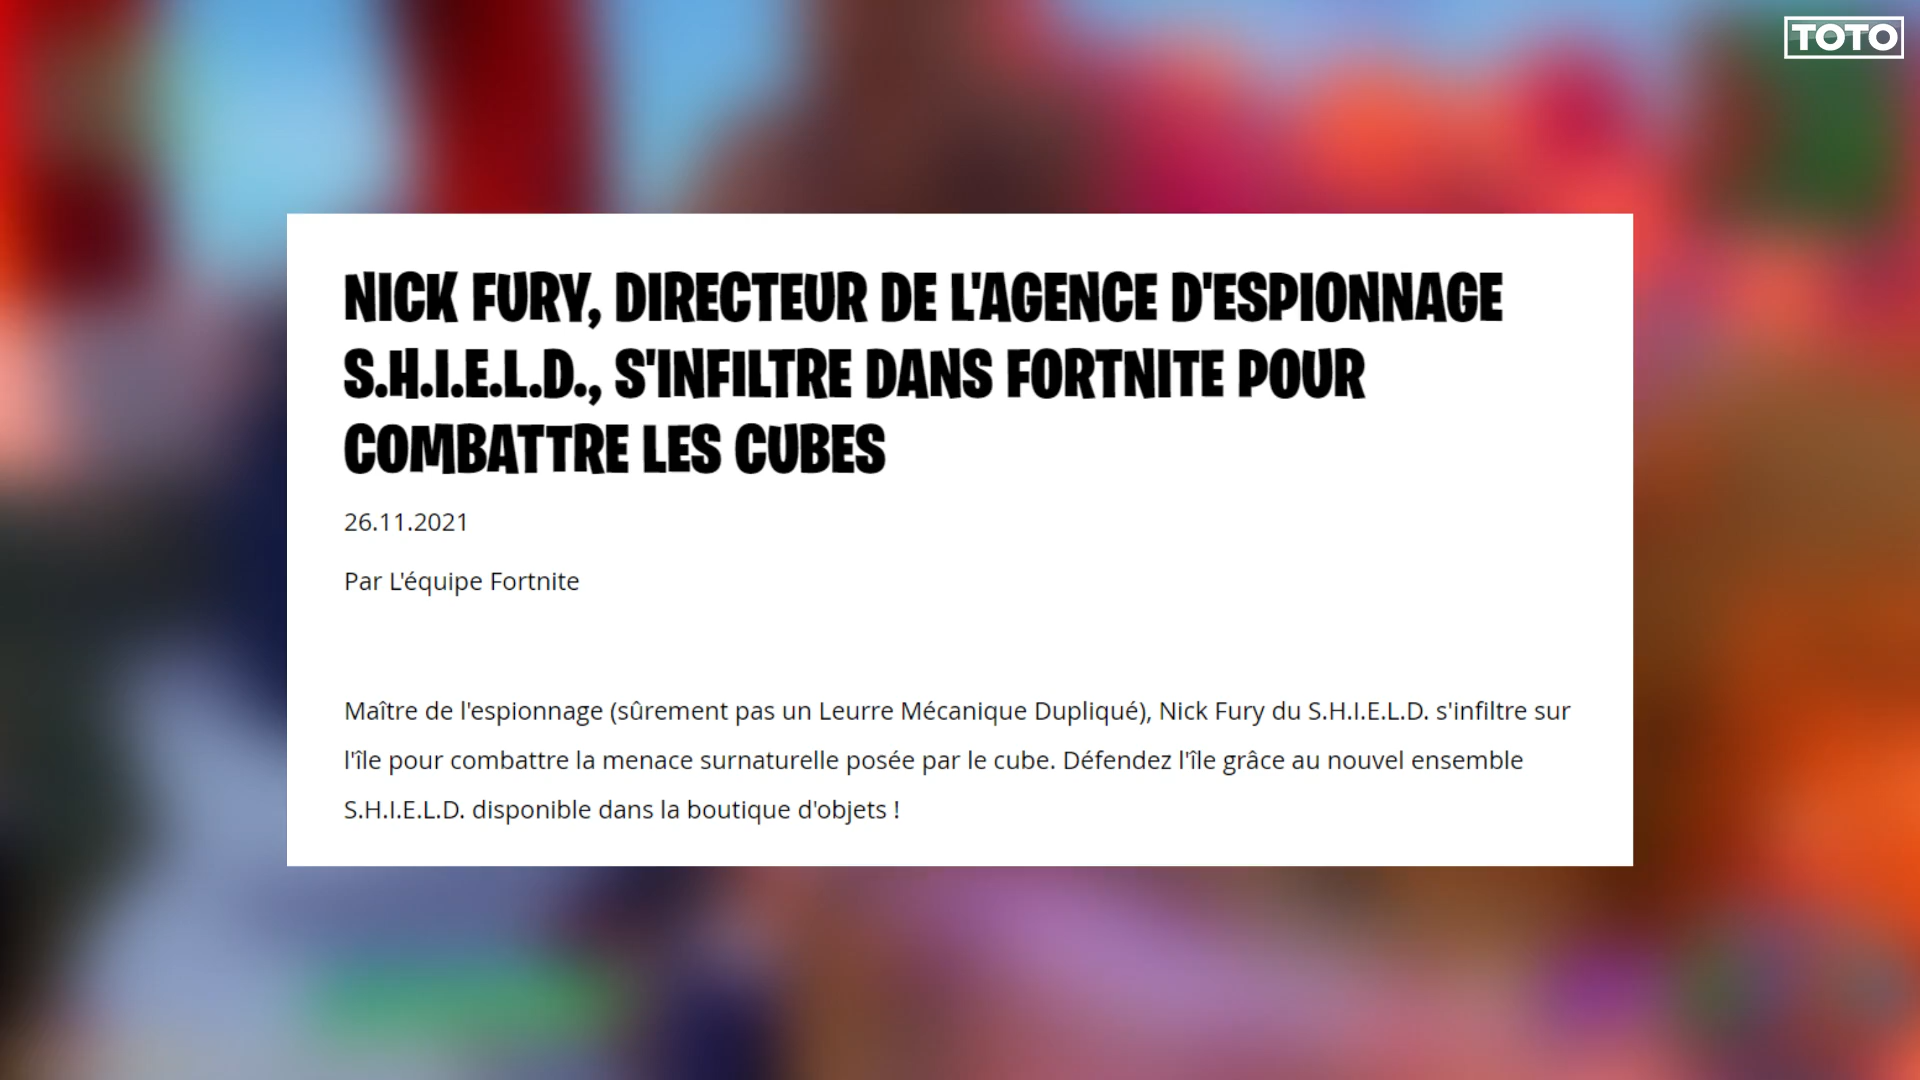 TOTO
NICK FURY, DIRECTEUR DE L'AGENCE D'ESPIONNAGE
S.H.I.E.L.D., S'INFILTRE DANS FORTNITE POUR
COMBATTRE LES CUBES
26.11.2021
Par L'équipe Fortnite
Maître de l'espionnage (sûrement pas un Leurre Mécanique Dupliqué), Nick Fury du S.H.I.E.L.D. s'infiltre sur
l'île pour combattre la menace surnaturelle posée par le cube. Défendez l'île grâce au nouvel ensemble
S.H.I.E.L.D. disponible dans la boutique d'objets !